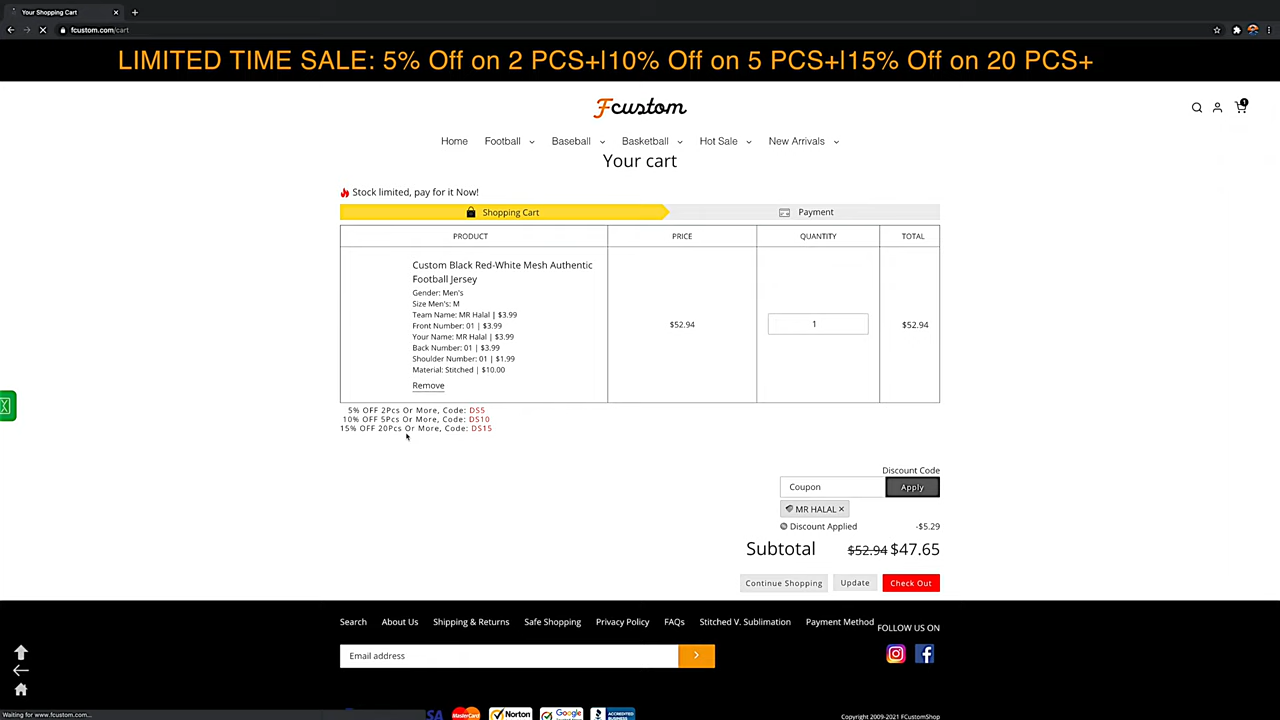 Your Shopping Cart
fcustom.com/cart
LIMITED TIME SALE: 5% Off on 2 PCS+|10% Off on 5 PCS+|15% Off on 20 PCS+
Fcustom
1
Home Football Baseball Basketball Hot Sale New Arrivals
Your cart
Stock limited, pay for it Now!
Shopping Cart Payment
PRODUCT PRICE QUANTITY TOTAL
Custom Black Red-White Mesh Authentic
Football Jersey
Gender: Men's
Size Men's: M
Team Name: MR Halal | $3.99
Front Number: 01 | $3.99
$52.94 1 $52.94
Your Name: MR Halal | $3.99
Back Number: 01 | $3.99
Shoulder Number: 01 | $1.99
Material: Stitched | $10.00
Remove
5% OFF 2Pcs Or More, Code: DS5
10% OFF 5Pcs Or More, Code: DS10
15% OFF 20Pcs Or More, Code: DS15
Discount Code
Coupon Apply
MR HALAL ×
Discount Applied -$5.29
Subtotal $52.94 $47.65
Continue Shopping Update Check Out
Search About Us Shipping & Returns Safe Shopping Privacy Policy FAQs Stitched V. Sublimation Payment Method
FOLLOW US ON
Email address
Waiting for www.fcustom.com...
VISA MasterCard Norton Google ACCREDITED
Copyright 2009-2021 FCustomShop